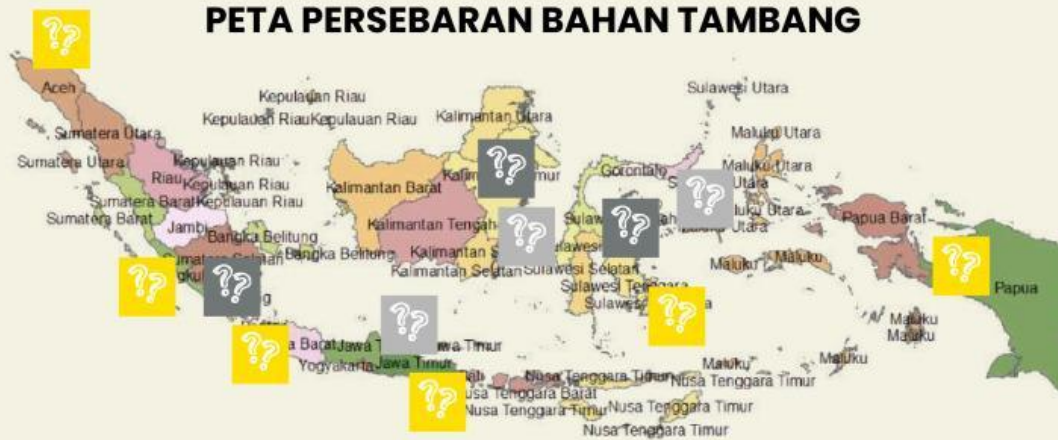 PETA PERSEBARAN BAHAN TAMBANG
??
Aceh
Sulawesi Utara
Kepulauan Riau
Kepulauan Riau Kepulauan Riau Kalimantan Utara
Sumatera Utara
Maluku Utara
Sumatera Utara
Kepulauan Riau
??
Gorontalo
Maluku Utara
Riau
Kepulauan Riau
Kalimantan Barat
??
Sumatera Barat Kepulauan Riau
Sumatera Barat
Papua Barat
Jambi
Kalimantan Tengah
??
??
Bangka Belitung
Bangka Belitung
Kalimantan Selatan Sulawesi Selatan
Maluku
Maluku
??
??
??
Sulawesi Tenggara
Papua
??
??
??
Maluku
Maluku
Jawa Timur
Yogyakarta Jawa Timur
Maluku
Maluku
??
Nusa Tenggara Timur
Nusa Tenggara Timur
Nusa Tenggara Barat
Nusa Tenggara Timur Nusa Tenggara Timur
Nusa Tenggara Timur